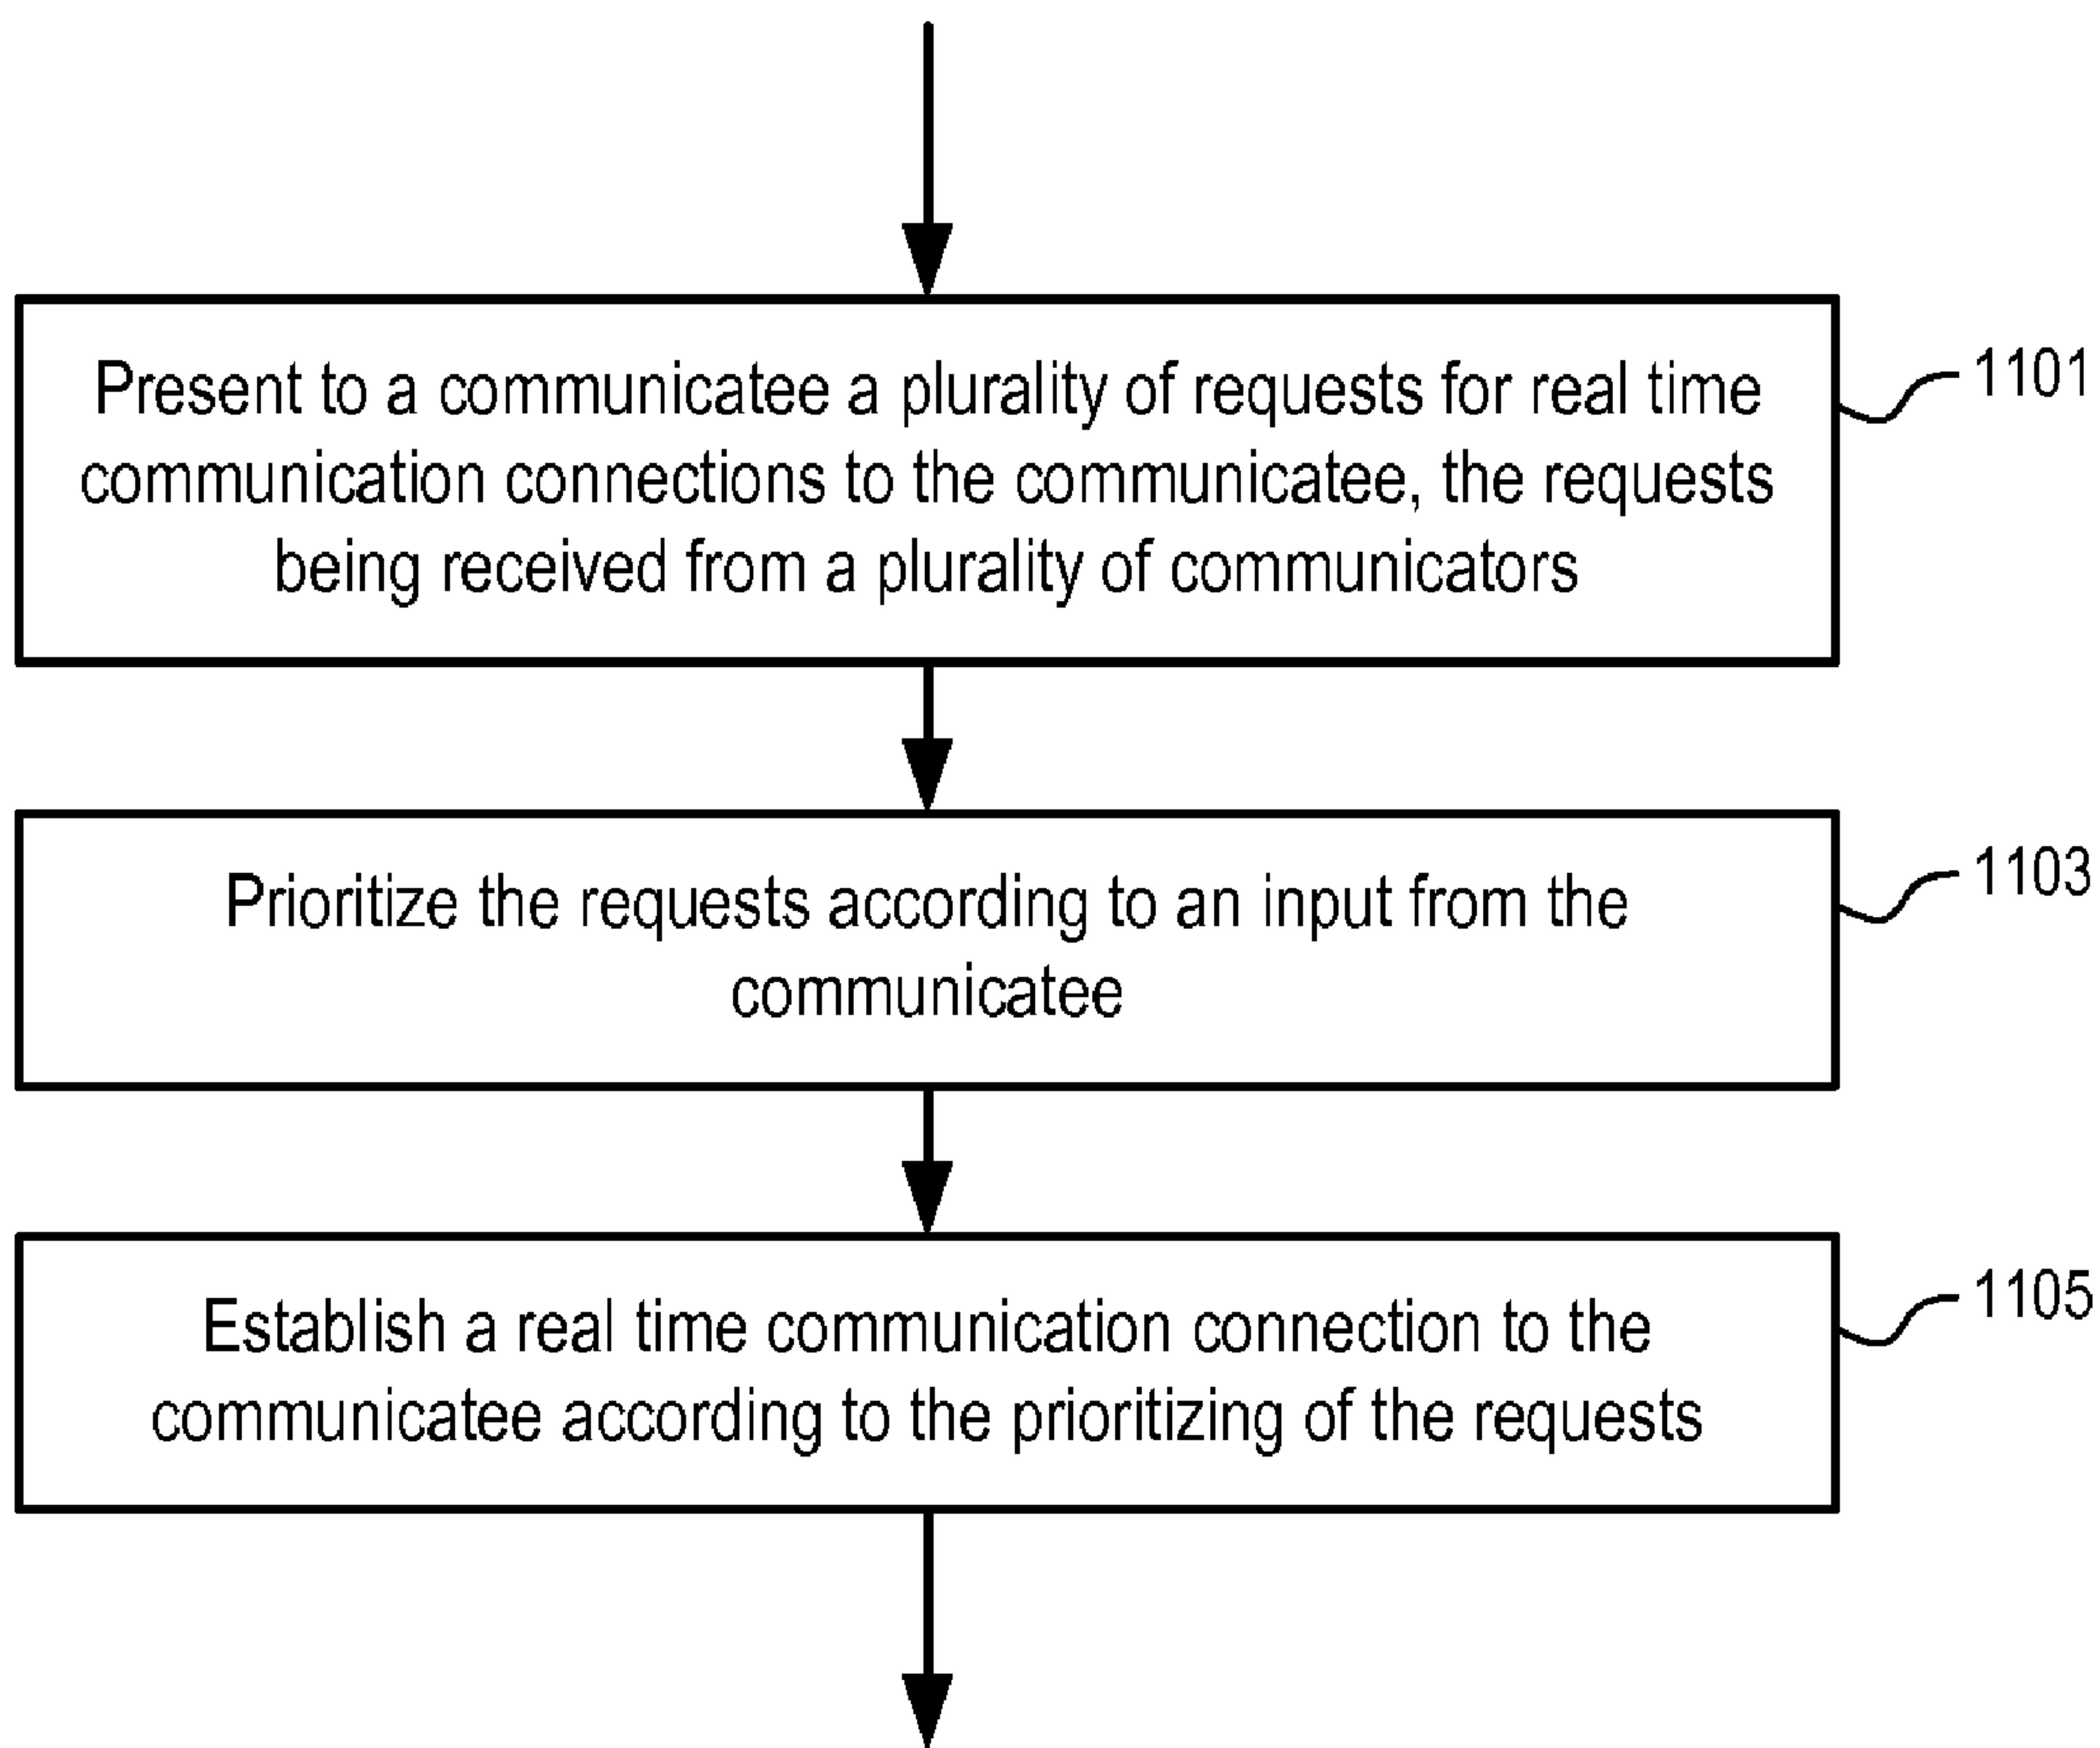 Present to a communicatee a plurality of requests for real time
1101
communication connections to the communicatee, the requests
being received from a plurality of communicators
Prioritize the requests according to an input from the
1103
communicatee
Establish a real time communication connection to the
1105
communicatee according to the prioritizing of the requests